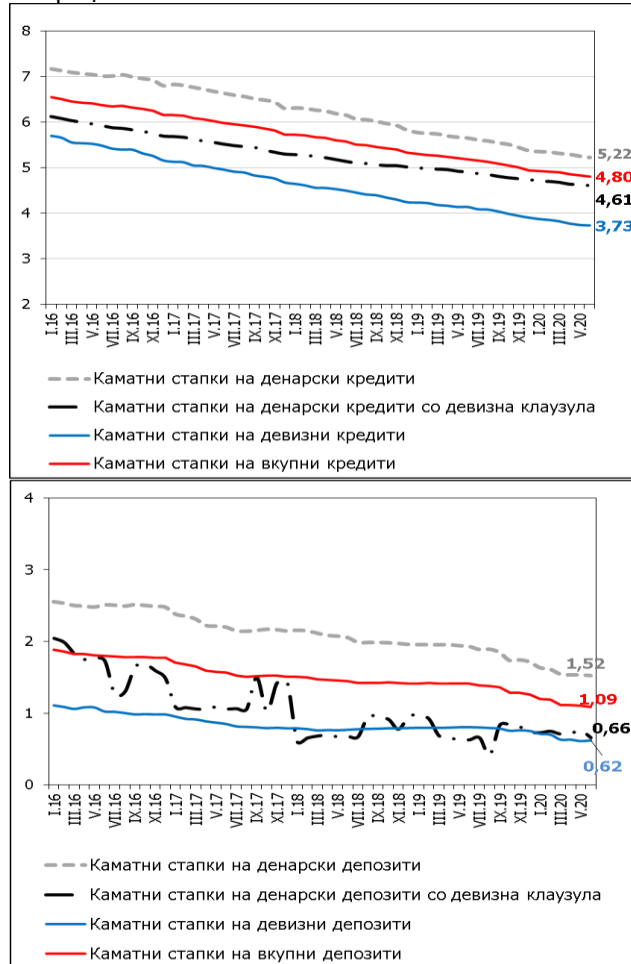 8
7
6
5
4
3
2
5,22
4,80
4,61
3,73
I.16 III.16 V.16 VII.16 IX.16 XI.16 I.17 III.17 V.17 VII.17 IX.17 XI.17 I.18 III.18 V.18 VII.18 IX.18 XI.18 I.19 III.19 V.19 VII.19 IX.19 XI.19 I.20 III.20 V.20
Каматни стапки на денарски кредити
Каматни стапки на денарски кредити со девизна клаузула
Каматни стапки на девизни кредити
Каматни стапки на вкупни кредити
4
3
2
1
0
1,52
1,09
0,66
0,62
I.16 III.16 V.16 VII.16 IX.16 XI.16 I.17 III.17 V.17 VII.17 IX.17 XI.17 I.18 III.18 V.18 VII.18 IX.18 XI.18 I.19 III.19 V.19 VII.19 IX.19 XI.19 I.20 III.20 V.20
Каматни стапки на денарски депозити
Каматни стапки на денарски депозити со девизна клаузула
Каматни стапки на девизни депозити
Каматни стапки на вкупни депозити